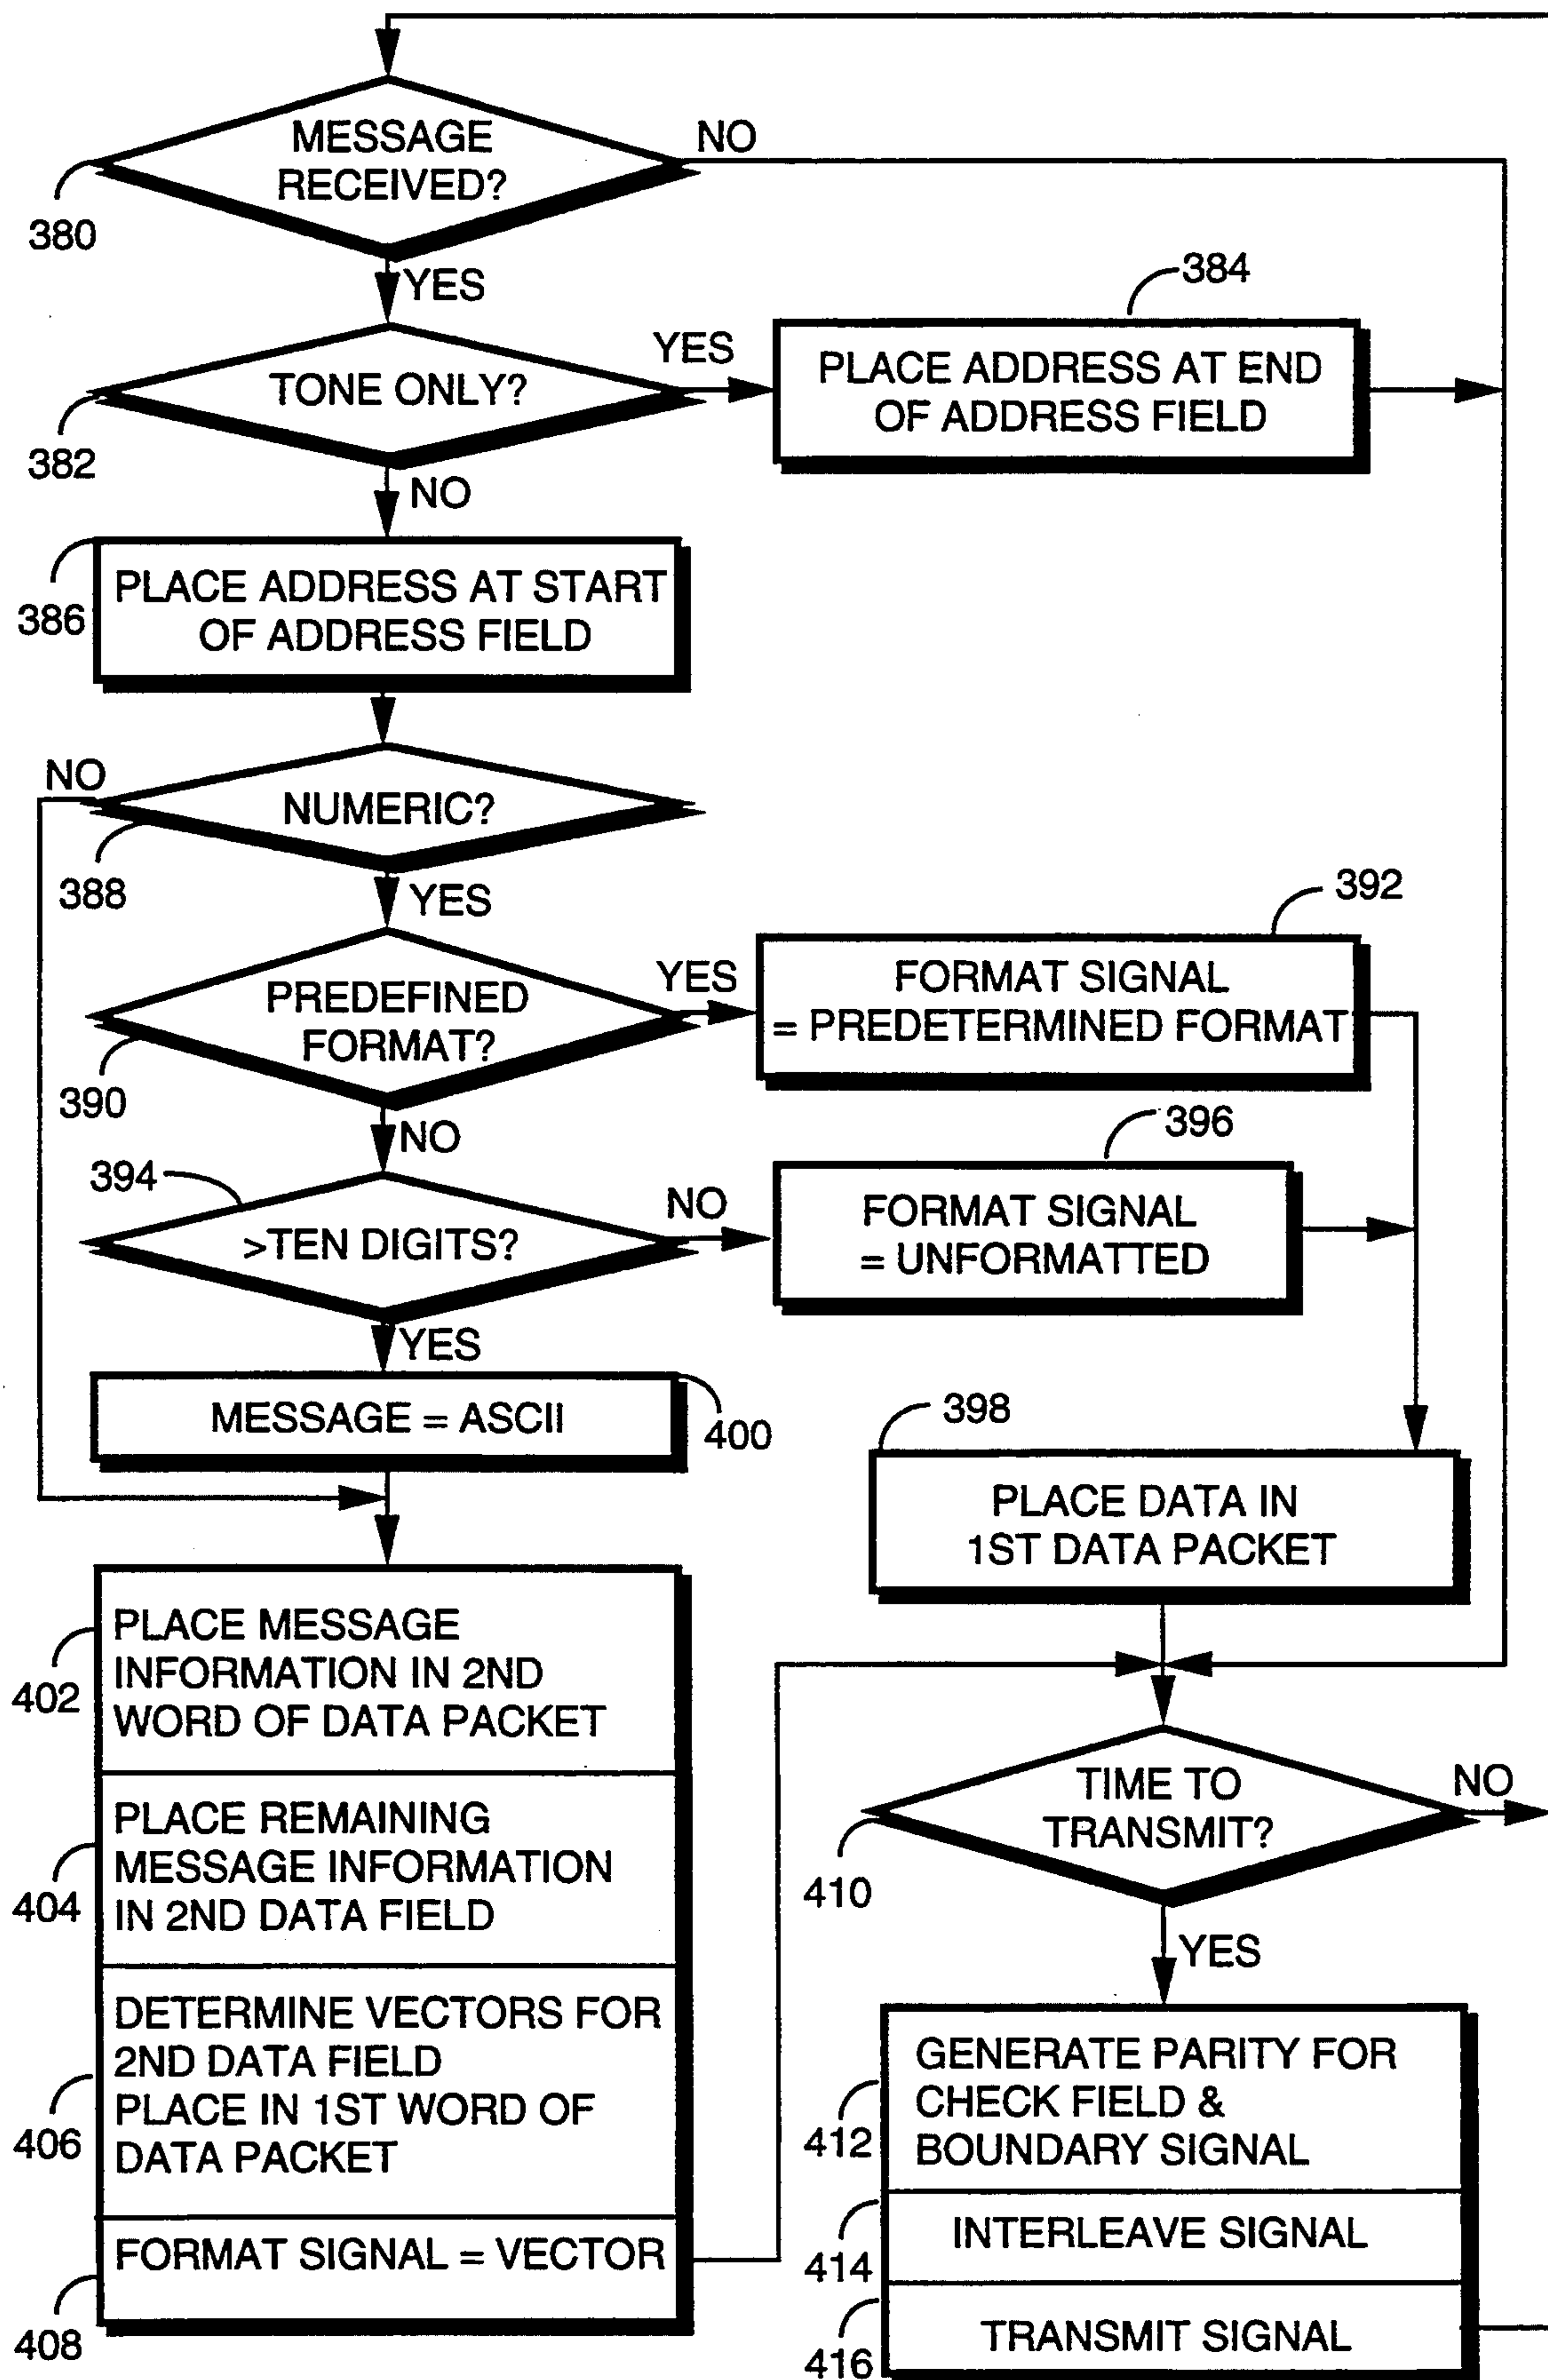 MESSAGE
RECEIVED?
NO
380
YES
384
TONE ONLY?
YES
PLACE ADDRESS AT END
OF ADDRESS FIELD
382
NO
386
PLACE ADDRESS AT START
OF ADDRESS FIELD
NO
NUMERIC?
388
YES
392
PREDEFINED
FORMAT?
YES
FORMAT SIGNAL
= PREDETERMINED FORMAT
390
NO
396
394
>TEN DIGITS?
NO
FORMAT SIGNAL
= UNFORMATTED
YES
MESSAGE = ASCII
400
398
PLACE DATA IN
1ST DATA PACKET
402
PLACE MESSAGE
INFORMATION IN 2ND
WORD OF DATA PACKET
404
PLACE REMAINING
MESSAGE INFORMATION
IN 2ND DATA FIELD
406
DETERMINE VECTORS FOR
2ND DATA FIELD
PLACE IN 1ST WORD OF
DATA PACKET
FORMAT SIGNAL = VECTOR
408
TIME TO
TRANSMIT?
NO
410
YES
412
GENERATE PARITY FOR
CHECK FIELD &
BOUNDARY SIGNAL
414
INTERLEAVE SIGNAL
416
TRANSMIT SIGNAL